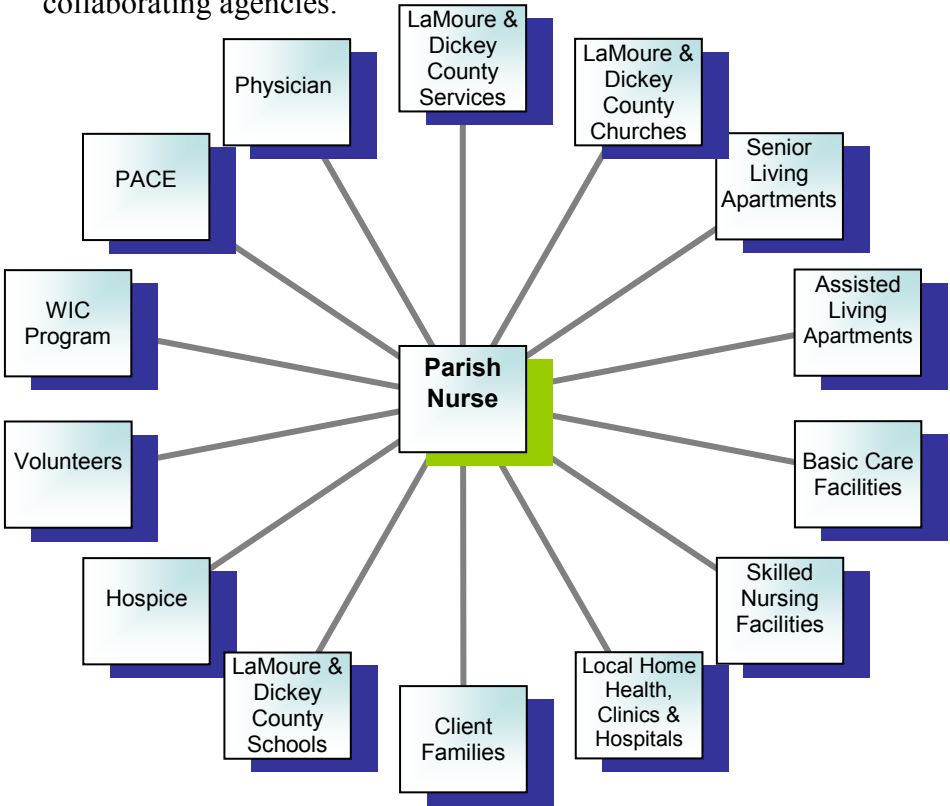 collaborating agencies.
LaMoure &
Dickey
County
Services
LaMoure &
Dickey
County
Churches
Senior
Living
Apartments
Assisted
Living
Apartments
Basic Care
Facilities
Skilled
Nursing
Facilities
Local Home
Health,
Clinics &
Hospitals
Client
Families
LaMoure &
Dickey
County
Schools
Hospice
Volunteers
WIC
Program
PACE
Physician
Parish
Nurse